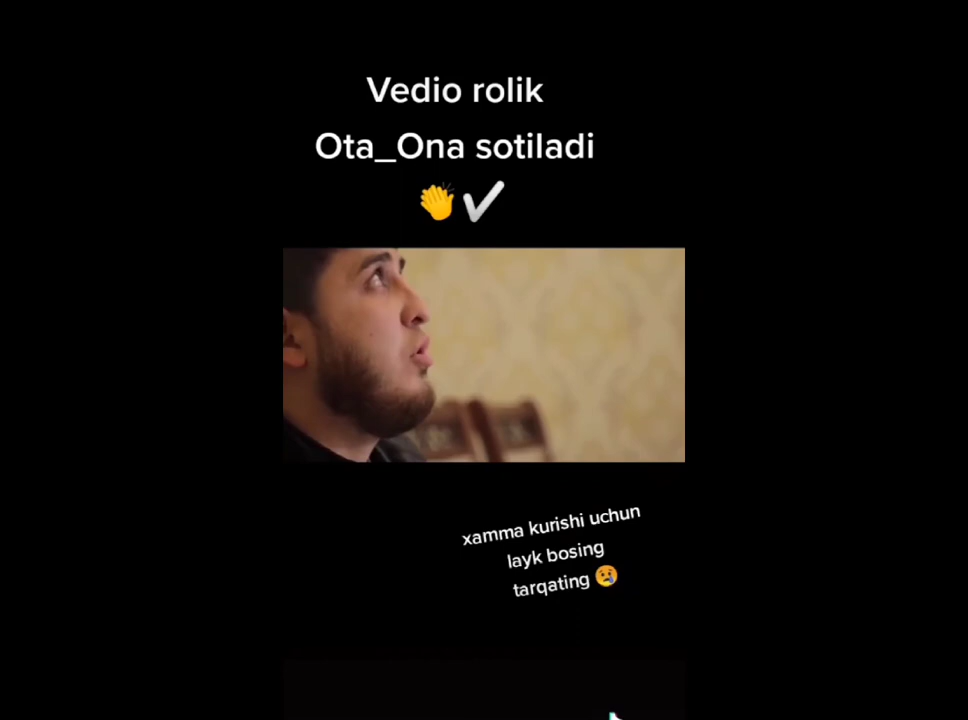 Vedio rolik
Ota_Ona sotiladi
👏✔
xamma kurishi uchun
layk bosing
tarqating 😢